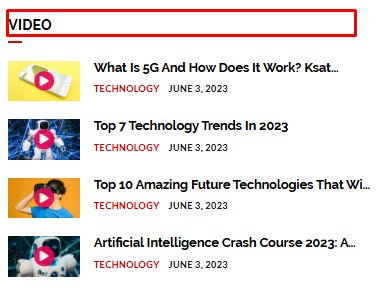 VIDEO
What Is 5G And How Does It Work? Ksat...
TECHNOLOGY JUNE 3, 2023
Top 7 Technology Trends In 2023
TECHNOLOGY JUNE 3, 2023
Top 10 Amazing Future Technologies That Wi...
TECHNOLOGY JUNE 3, 2023
Artificial Intelligence Crash Course 2023: A...
TECHNOLOGY JUNE 3, 2023